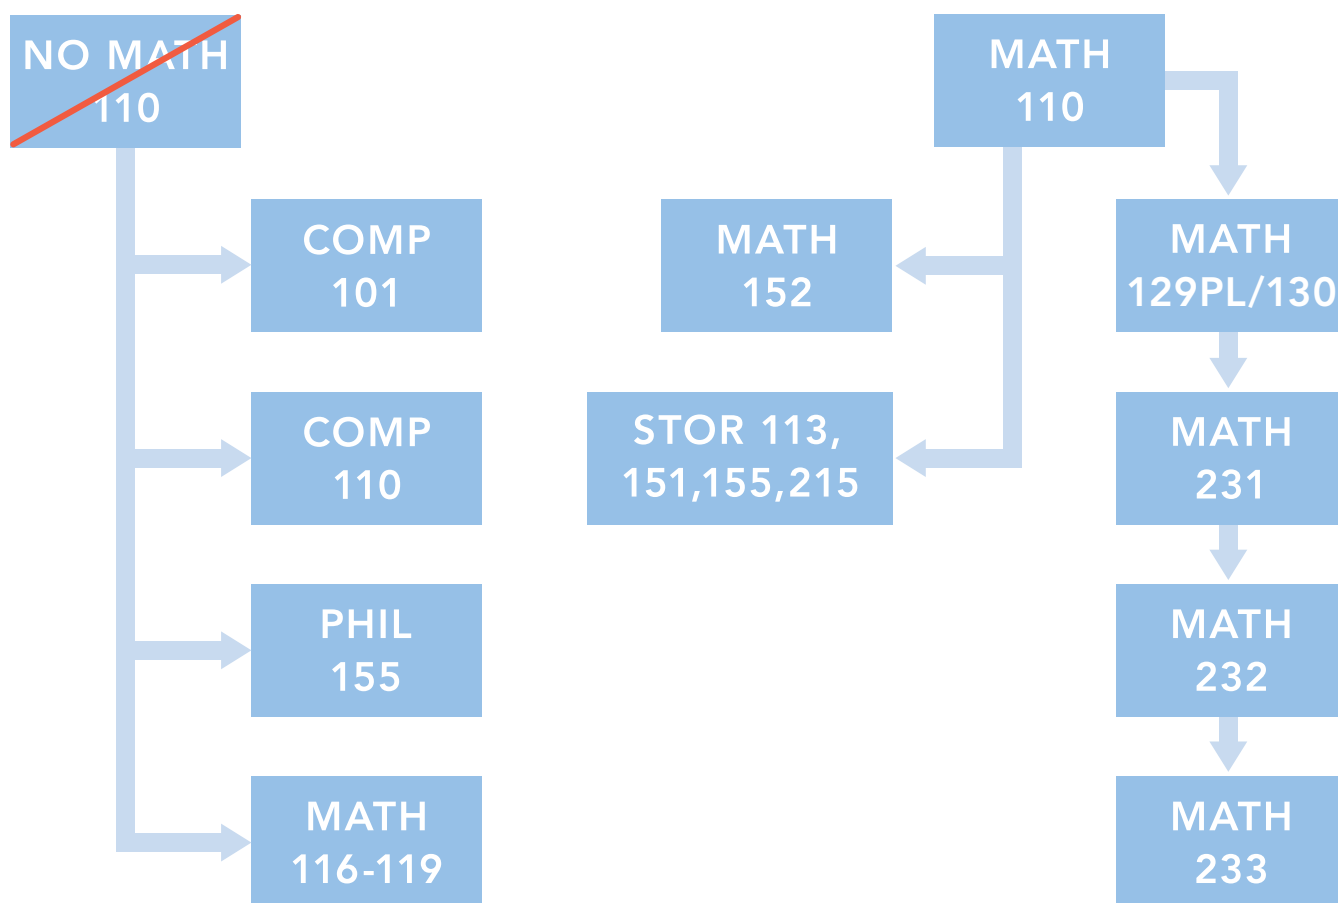 NO MATH
110
COMP
101
COMP
110
PHIL
155
MATH
116-119
MATH
110
MATH
152
STOR 113,
151,155,215
MATH
129PL/130
MATH
231
MATH
232
MATH
233